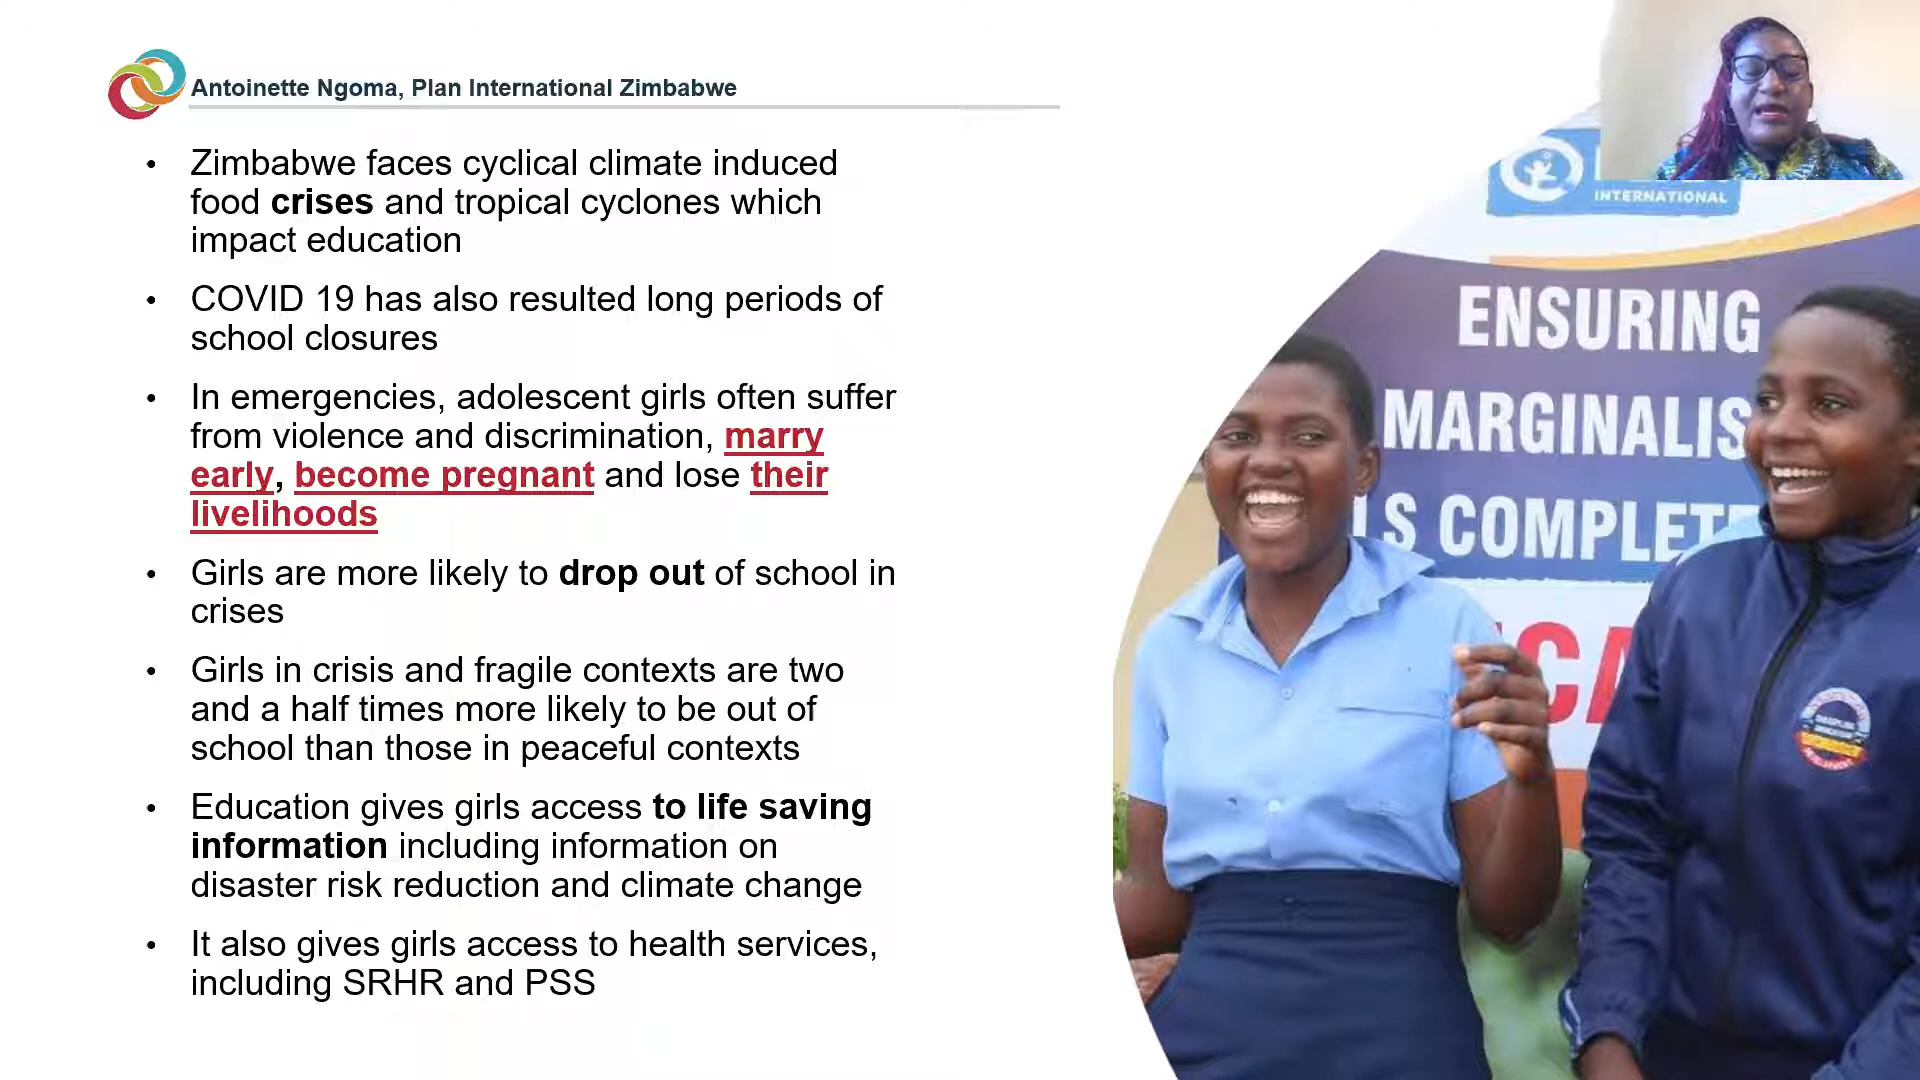 Antoinette Ngoma, Plan International Zimbabwe
• Zimbabwe faces cyclical climate induced
food crises and tropical cyclones which
impact education
• COVID 19 has also resulted long periods of
school closures
• In emergencies, adolescent girls often suffer
from violence and discrimination, marry
early, become pregnant and lose their
livelihoods
• Girls are more likely to drop out of school in
crises
• Girls in crisis and fragile contexts are two
and a half times more likely to be out of
school than those in peaceful contexts
• Education gives girls access to life saving
information including information on
disaster risk reduction and climate change
• It also gives girls access to health services,
including SRHR and PSS
INTERNATIONAL
ENSURING
MARGINALIS
LS COMPLETE
CA